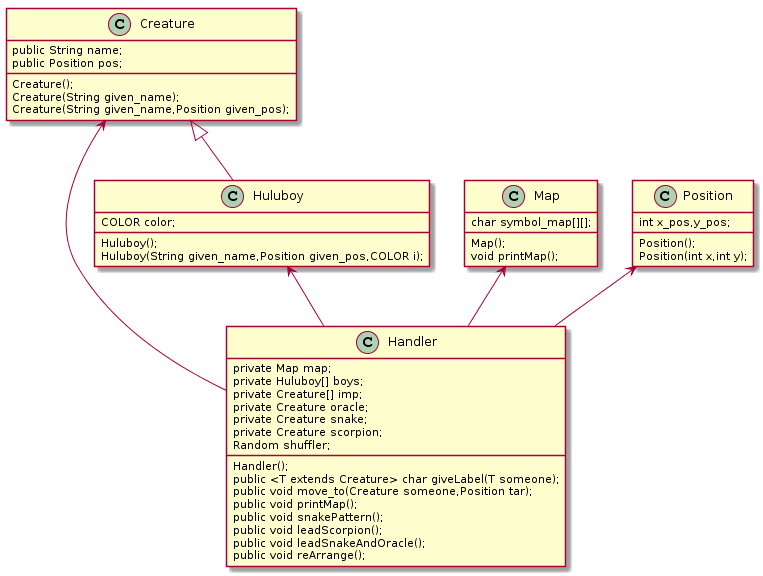 C Creature
public String name;
public Position pos;
Creature();
Creature(String given_name);
Creature(String given_name,Position given_pos);
C Huluboy
COLOR color;
Huluboy();
Huluboy(String given_name,Position given_pos,COLOR i);
C Map
char symbol_map[][];
Map();
void printMap();
C Position
int x_pos,y_pos;
Position();
Position(int x,int y);
C Handler
private Map map;
private Huluboy[] boys;
private Creature[] imp;
private Creature oracle;
private Creature snake;
private Creature scorpion;
Random shuffler;
Handler();
public <T extends Creature> char giveLabel(T someone);
public void move_to(Creature someone,Position tar);
public void printMap();
public void snakePattern();
public void leadScorpion();
public void leadSnakeAndOracle();
public void reArrange();